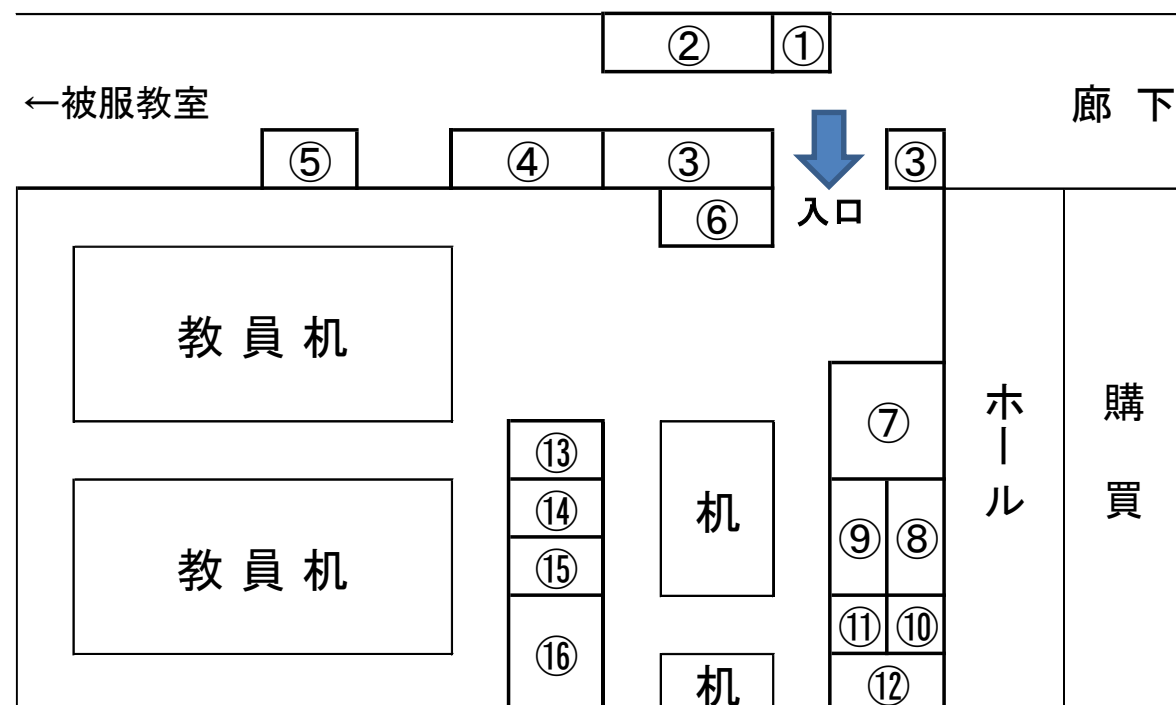 ② ①
←被服教室
廊 下
⑤ ④ ③ ③
⑥ 入口
教 員 机
⑦
ホール
購買
⑬
⑭
机
⑨ ⑧
教 員 机
⑮
⑪ ⑩
⑯
机
⑫